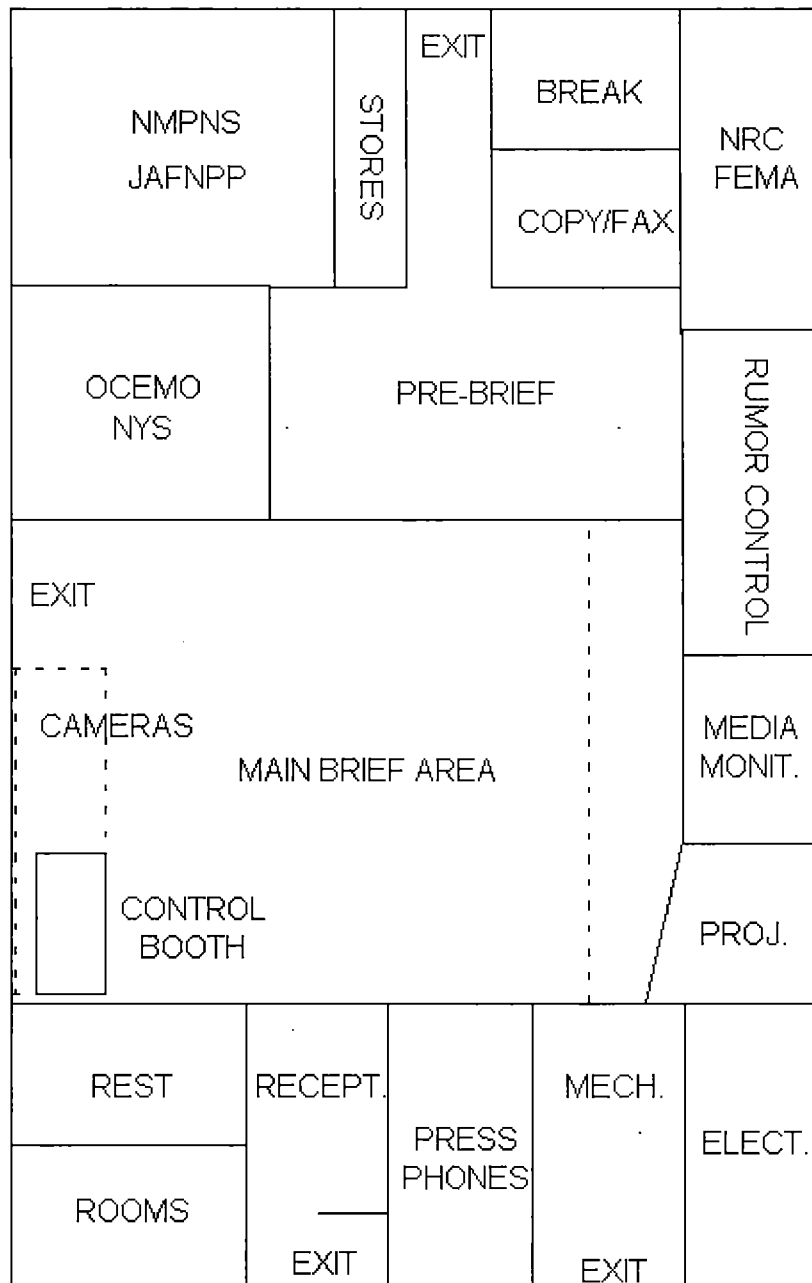 EXIT
BREAK
NMPNS
JAFNPP
STORES
NRC
FEMA
COPY/FAX
OCEMO
NYS
PRE-BRIEF
RUMOR CONTROL
EXIT
CAMERAS
MAIN BRIEF AREA
MEDIA
MONIT.
CONTROL
BOOTH
PROJ.
REST
RECEPT.
MECH.
PRESS
PHONES
ELECT.
ROOMS
EXIT
EXIT